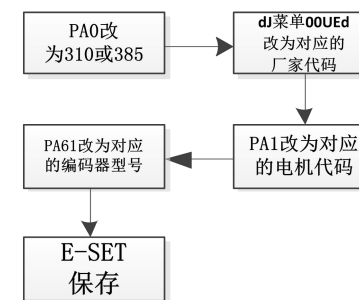 PA0改
为310或385
dJ菜单00UEd
改为对应的
厂家代码
PA1改为对应
的电机代码
PA61改为对应
的编码器型号
E-SET
保存